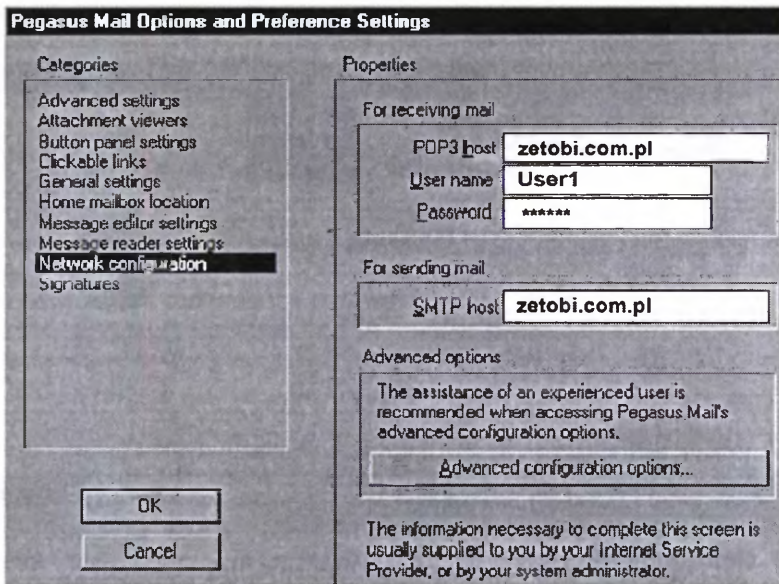 Pegasus Mail Options and Preference Settings
Categories
Advanced settings
Attachment viewers
Button panel settings
Clickable links
General settings
Home mailbox location
Message editor settings
Message reader settings
Network configuration
Signatures
OK
Cancel
Properties
For receiving mail
POP3 host zetobi.com.pl
User name User1
Password ******
For sending mail
SMTP host zetobi.com.pl
Advanced options
The assistance of an experienced user is
recommended when accessing Pegasus Mail's
advanced configuration options.
Advanced configuration options...
The information necessary to complete this screen is
usually supplied to you by your Internet Service
Provider, or by your system administrator.